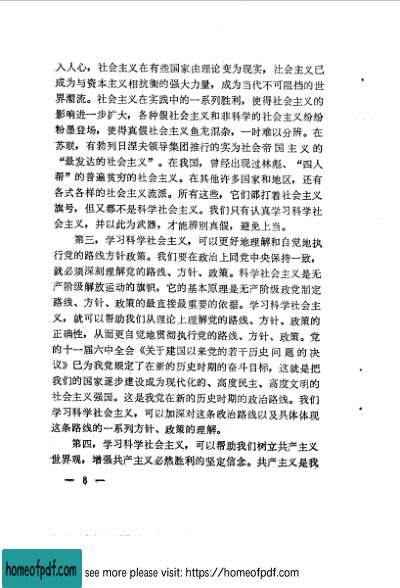 入人心，社会主义在有些国家由理论变为现实，社会主义已
成为与资本主义相抗衡的强大力量，成为当代不可阻挡的世
界潮流。社会主义在实践中的一系列胜利，使得社会主义的
影响进一步扩大，各种假社会主义和非科学的社会主义纷纷
粉墨登场，使得真假社会主义鱼龙混杂，一时难以分辨。在
苏联，有勃列日涅夫领导集团推行的实为社会帝国主义的
“最发达的社会主义”。在我国，曾经出现过林彪、“四人
帮”的普遍贫穷的社会主义。在其他许多国家和地区，还有
各式各样的社会主义流派。所有这些，它们都打着社会主义
旗号，但又都不是科学社会主义。我们只有认真学习科学社
会主义，并以此为武器，才能辨别真假，避免上当。
第三，学习科学社会主义，可以更好地理解和自觉地执
行党的路线方针政策。我们要在政治上同党中央保持一致，
就必须深刻理解党的路线、方针、政策。科学社会主义是无
产阶级解放运动的旗帜，它的基本原理是无产阶级政党制定
路线、方针、政策的最直接最重要的依据。学习科学社会主
义，就可以帮助我们从理论上理解党的路线、方针、政策的
正确性，从而更自觉地贯彻执行党的路线、方针、政策。党
的十一届六中全会《关于建国以来党的若干历史问题的决
议》已为我党规定了在新的历史时期的奋斗目标，这就是把
我们的国家逐步建设成为现代化的、高度民主、高度文明的
社会主义强国。这是我党在新的历史时期的政治路线。我们
学习科学社会主义，可以加深对这条政治路线以及具体体现
这条路线的一系列方针、政策的理解。
第四，学习科学社会主义，可以帮助我们树立共产主义
世界观，增强共产主义必然胜利的坚定信念。共产主义是我
— 8 —
homeofpdf.com
see more please visit: https://homeofpdf.com